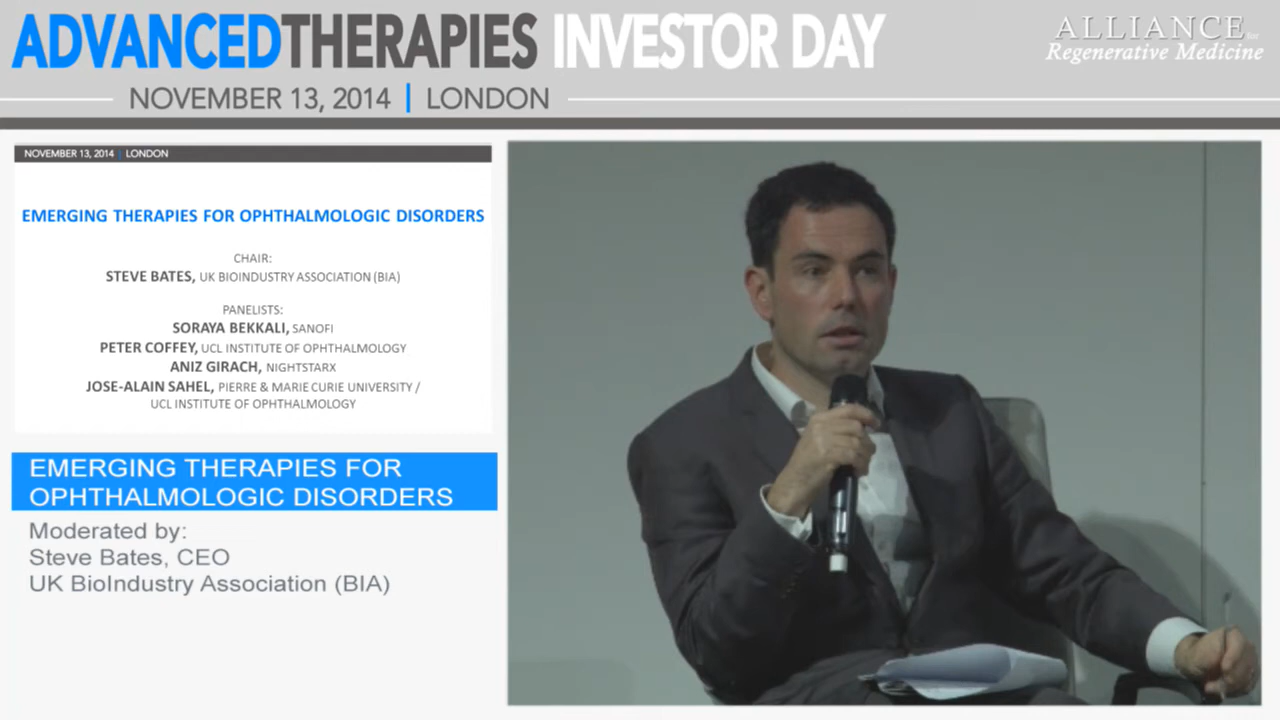 ADVANCEDTHERAPIES INVESTOR DAY
NOVEMBER 13, 2014 | LONDON
ALLIANCE for
Regenerative Medicine
NOVEMBER 13, 2014 | LONDON
EMERGING THERAPIES FOR OPHTHALMOLOGIC DISORDERS
CHAIR:
STEVE BATES, UK BIOINDUSTRY ASSOCIATION (BIA)
PANELISTS:
SORAYA BEKKALI, SANOFI
PETER COFFEY, UCL INSTITUTE OF OPHTHALMOLOGY
ANIZ GIRACH, NIGHTSTARX
JOSE-ALAIN SAHEL, PIERRE & MARIE CURIE UNIVERSITY /
UCL INSTITUTE OF OPHTHALMOLOGY
EMERGING THERAPIES FOR
OPHTHALMOLOGIC DISORDERS
Moderated by:
Steve Bates, CEO
UK BioIndustry Association (BIA)